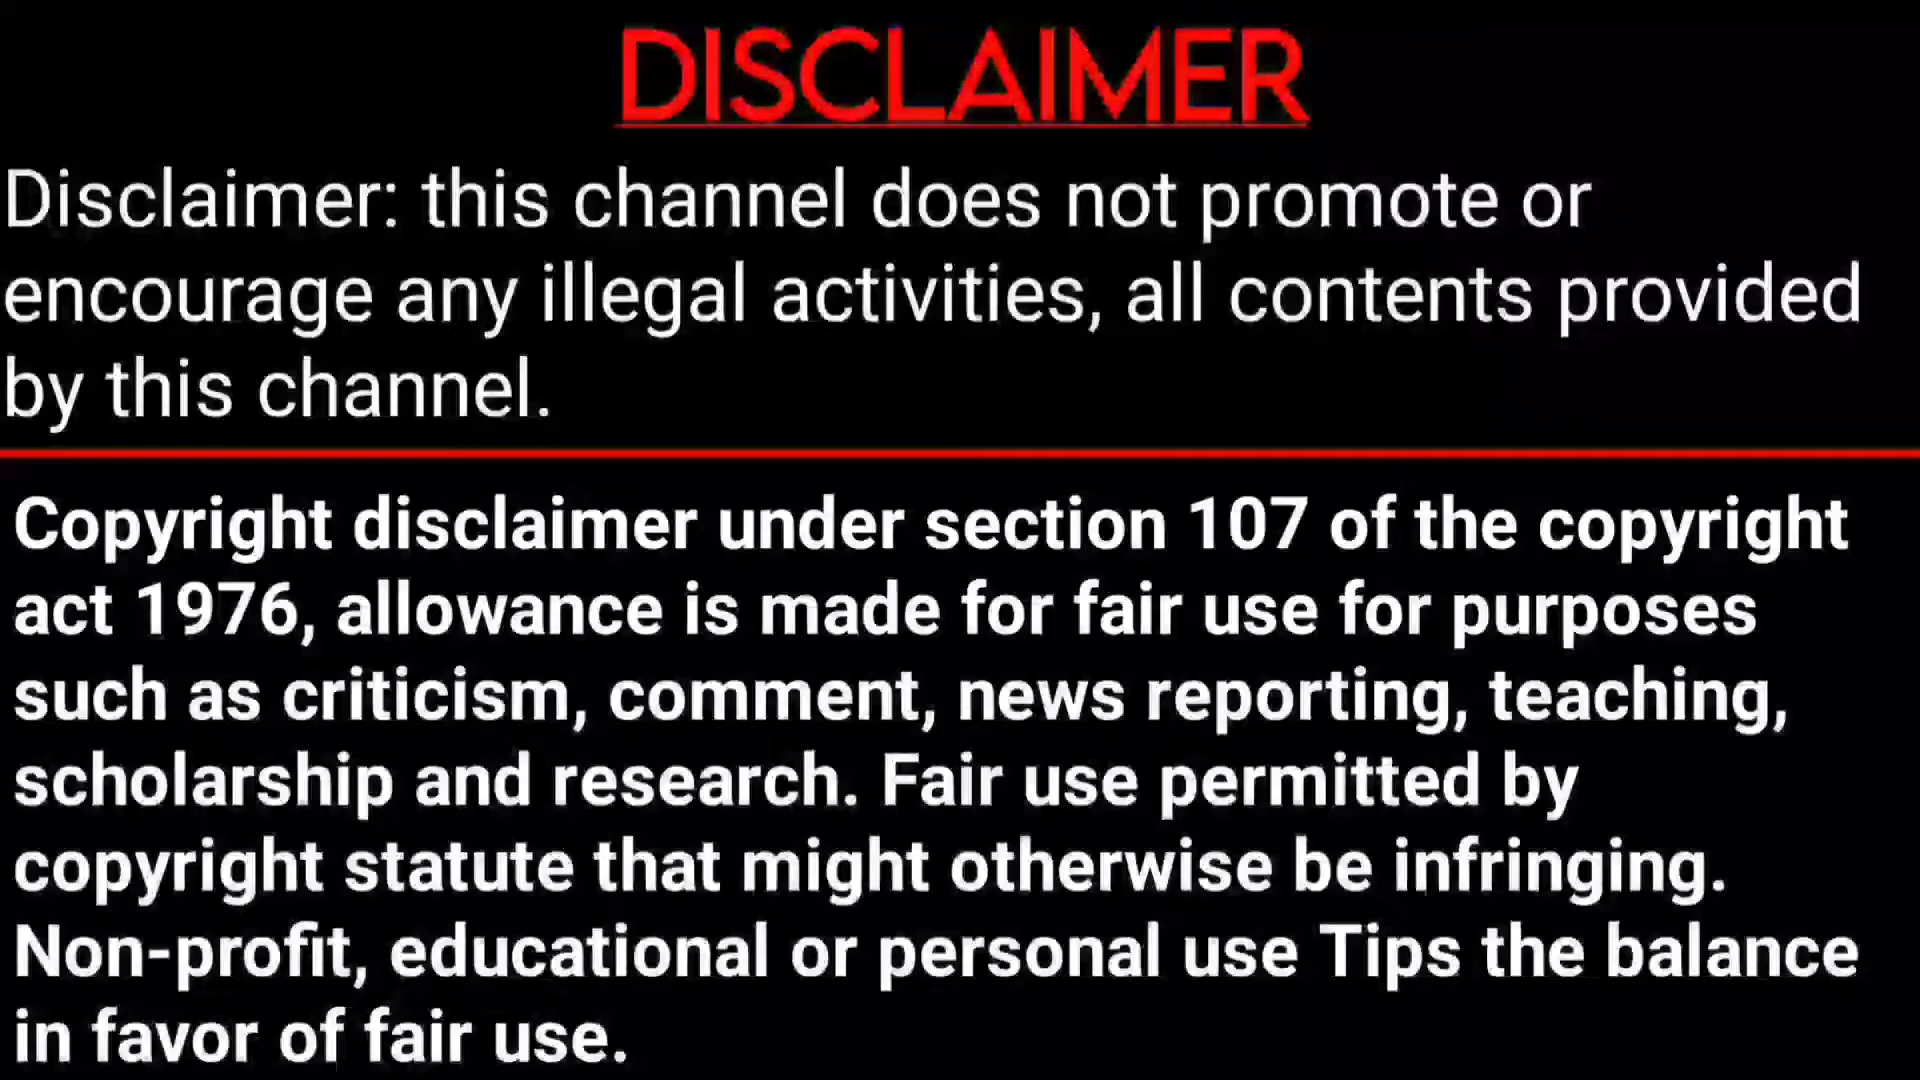 DISCLAIMER
Disclaimer: this channel does not promote or
encourage any illegal activities, all contents provided
by this channel.
Copyright disclaimer under section 107 of the copyright
act 1976, allowance is made for fair use for purposes
such as criticism, comment, news reporting, teaching,
scholarship and research. Fair use permitted by
copyright statute that might otherwise be infringing.
Non-profit, educational or personal use Tips the balance
in favor of fair use.